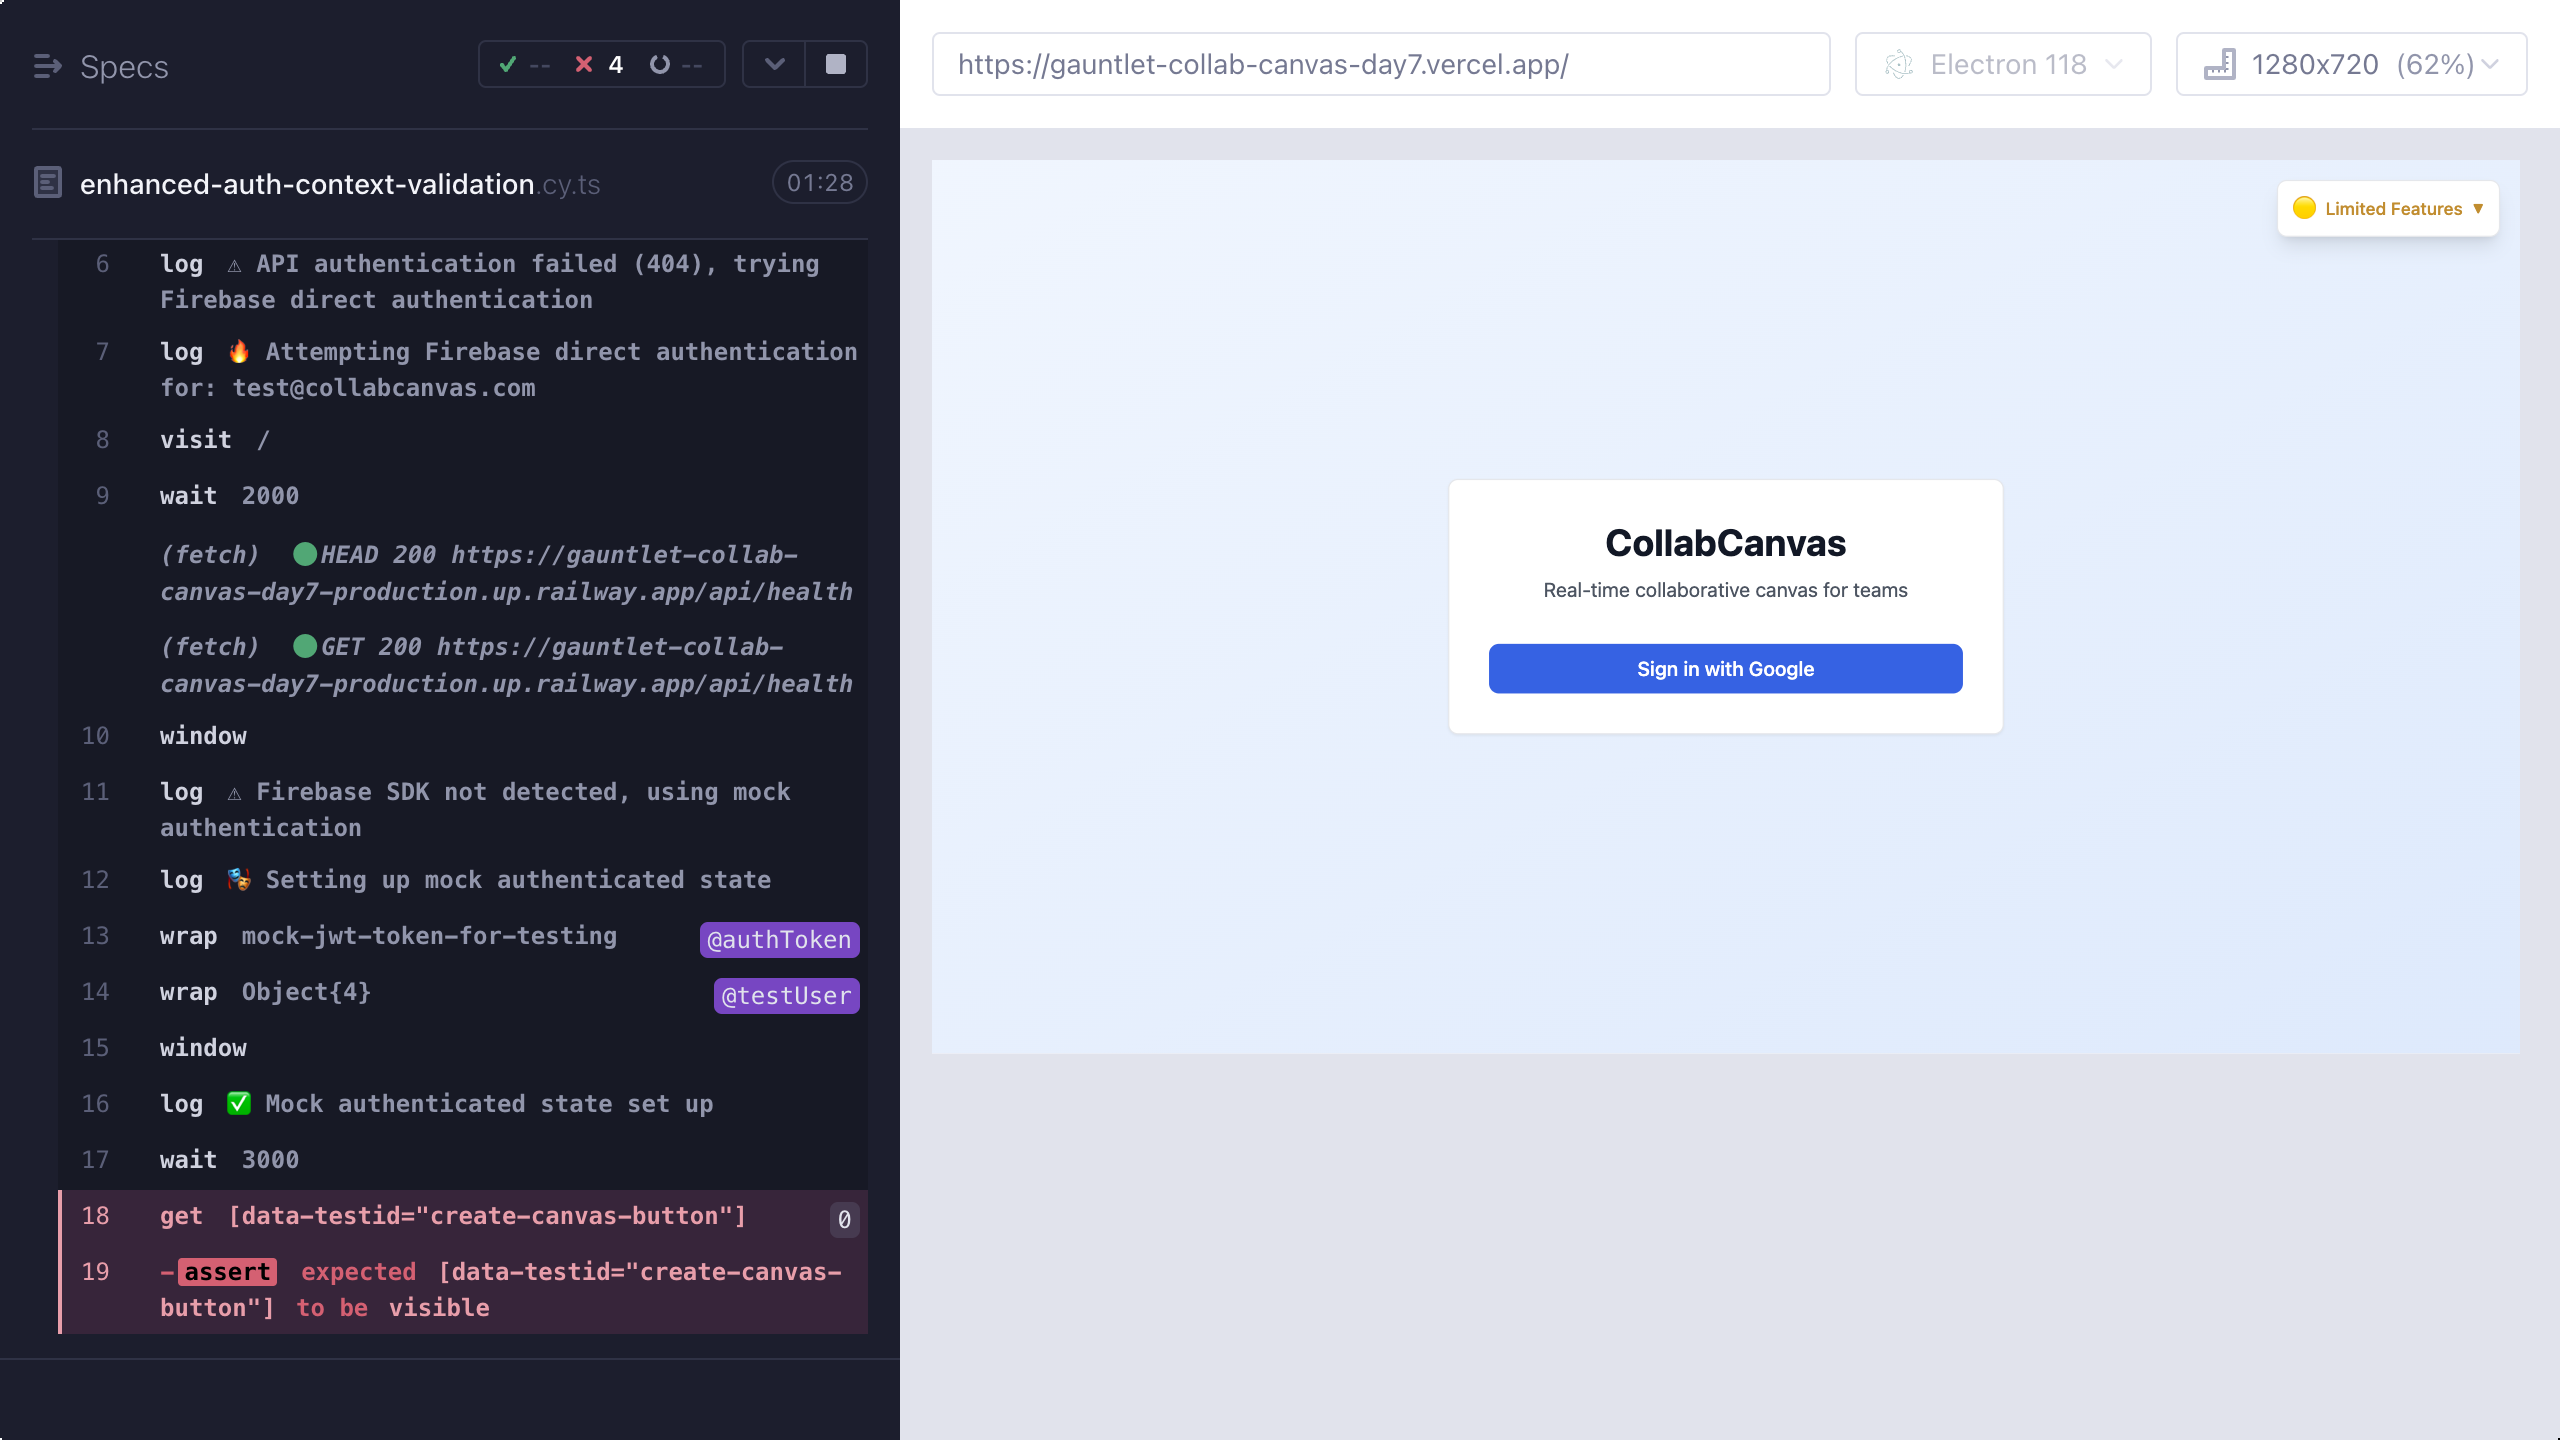 Specs
-- 4 --
enhanced-auth-context-validation.cy.ts
01:28
6 log ⚠ API authentication failed (404), trying
Firebase direct authentication
7 log 🔥 Attempting Firebase direct authentication
for: test@collabcanvas.com
8 visit /
9 wait 2000
(fetch) HEAD 200 https://gauntlet-collab-
canvas-day7-production.up.railway.app/api/health
(fetch) GET 200 https://gauntlet-collab-
canvas-day7-production.up.railway.app/api/health
10 window
11 log ⚠ Firebase SDK not detected, using mock
authentication
12 log 🎭 Setting up mock authenticated state
13 wrap mock-jwt-token-for-testing @authToken
14 wrap Object{4} @testUser
15 window
16 log ✅ Mock authenticated state set up
17 wait 3000
18 get [data-testid="create-canvas-button"] 0
19 -assert expected [data-testid="create-canvas-
button"] to be visible
https://gauntlet-collab-canvas-day7.vercel.app/
Electron 118
1280x720 (62%)
Limited Features ▼
CollabCanvas
Real-time collaborative canvas for teams
Sign in with Google